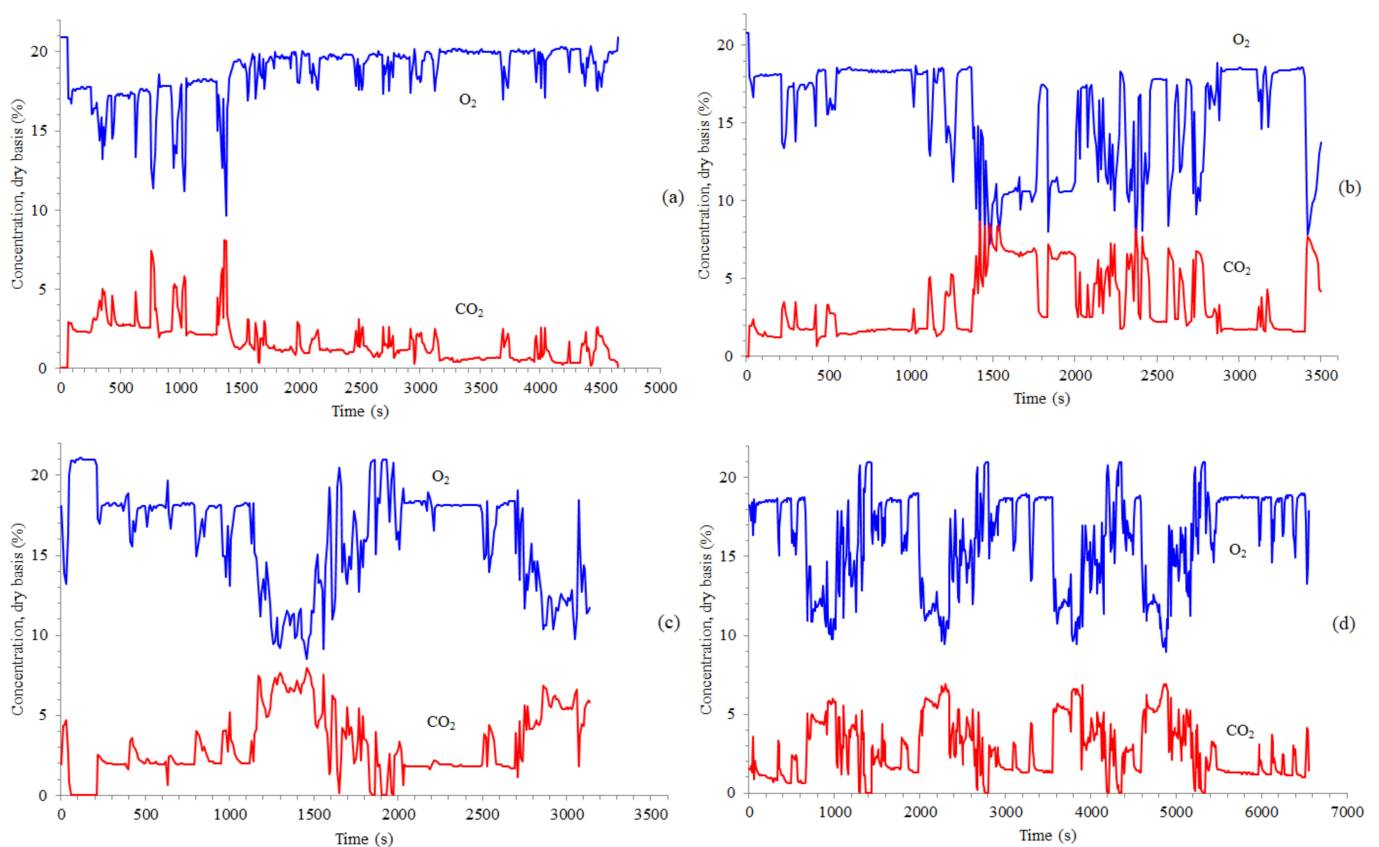 Concentration, dry basis (%)
20
15
10
5
0
O₂
CO₂
(a)
0 500 1000 1500 2000 2500 3000 3500 4000 4500 5000
Time (s)
Concentration, dry basis (%)
20
15
10
5
0
O₂
CO₂
(b)
0 500 1000 1500 2000 2500 3000 3500
Time (s)
Concentration, dry basis (%)
20
15
10
5
0
O₂
CO₂
(c)
0 500 1000 1500 2000 2500 3000 3500
Time (s)
Concentration, dry basis (%)
20
15
10
5
0
O₂
CO₂
(d)
0 1000 2000 3000 4000 5000 6000 7000
Time (s)